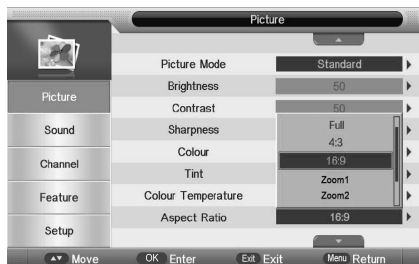 Picture
Picture Mode Standard
Brightness 50
Contrast 50
Sharpness
Colour
Tint
Colour Temperature
Aspect Ratio 16:9
Full
4:3
16:9
Zoom1
Zoom2
Picture
Sound
Channel
Feature
Setup
Move OK Enter Exit Exit Menu Return